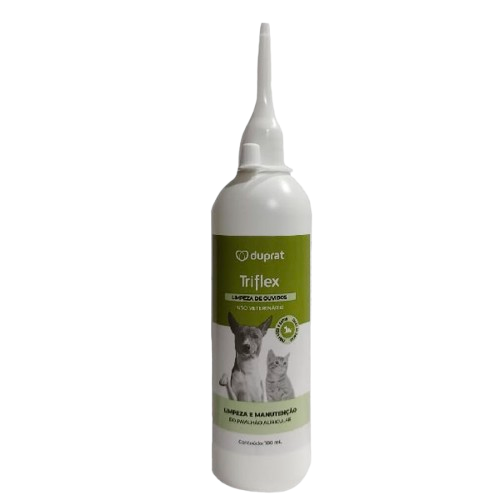 duprat
Triflex
LIMPEZA DE OUVIDOS
USO VETERINÁRIO
LIMPEZA E MANUTENÇÃO
DO PAVILHÃO AURICULAR
Conteúdo: 100 mL